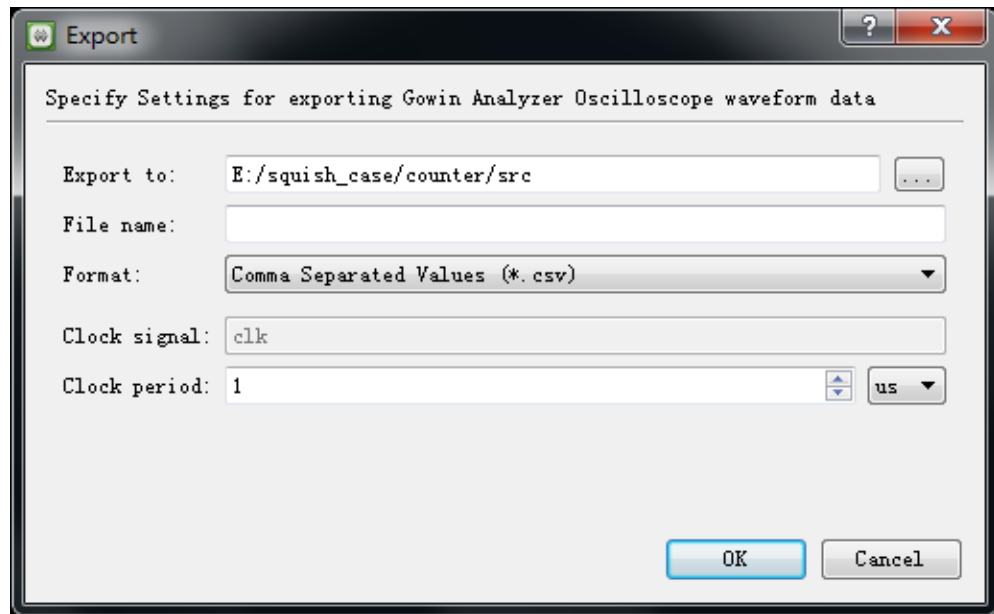 Export
Specify Settings for exporting Gowin Analyzer Oscilloscope waveform data
Export to: E:/squish_case/counter/src ...
File name:
Format: Comma Separated Values (*.csv)
Clock signal: clk
Clock period: 1 us
OK Cancel